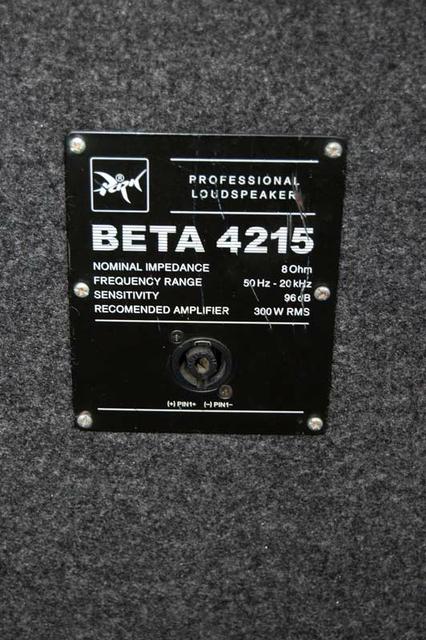 ®
PROFESSIONAL
LOUDSPEAKER
BETA 4215
NOMINAL IMPEDANCE 8 Ohm
FREQUENCY RANGE 50 Hz - 20 kHz
SENSITIVITY 96 dB
RECOMENDED AMPLIFIER 300 W RMS
(+) PIN1+ (-) PIN1-